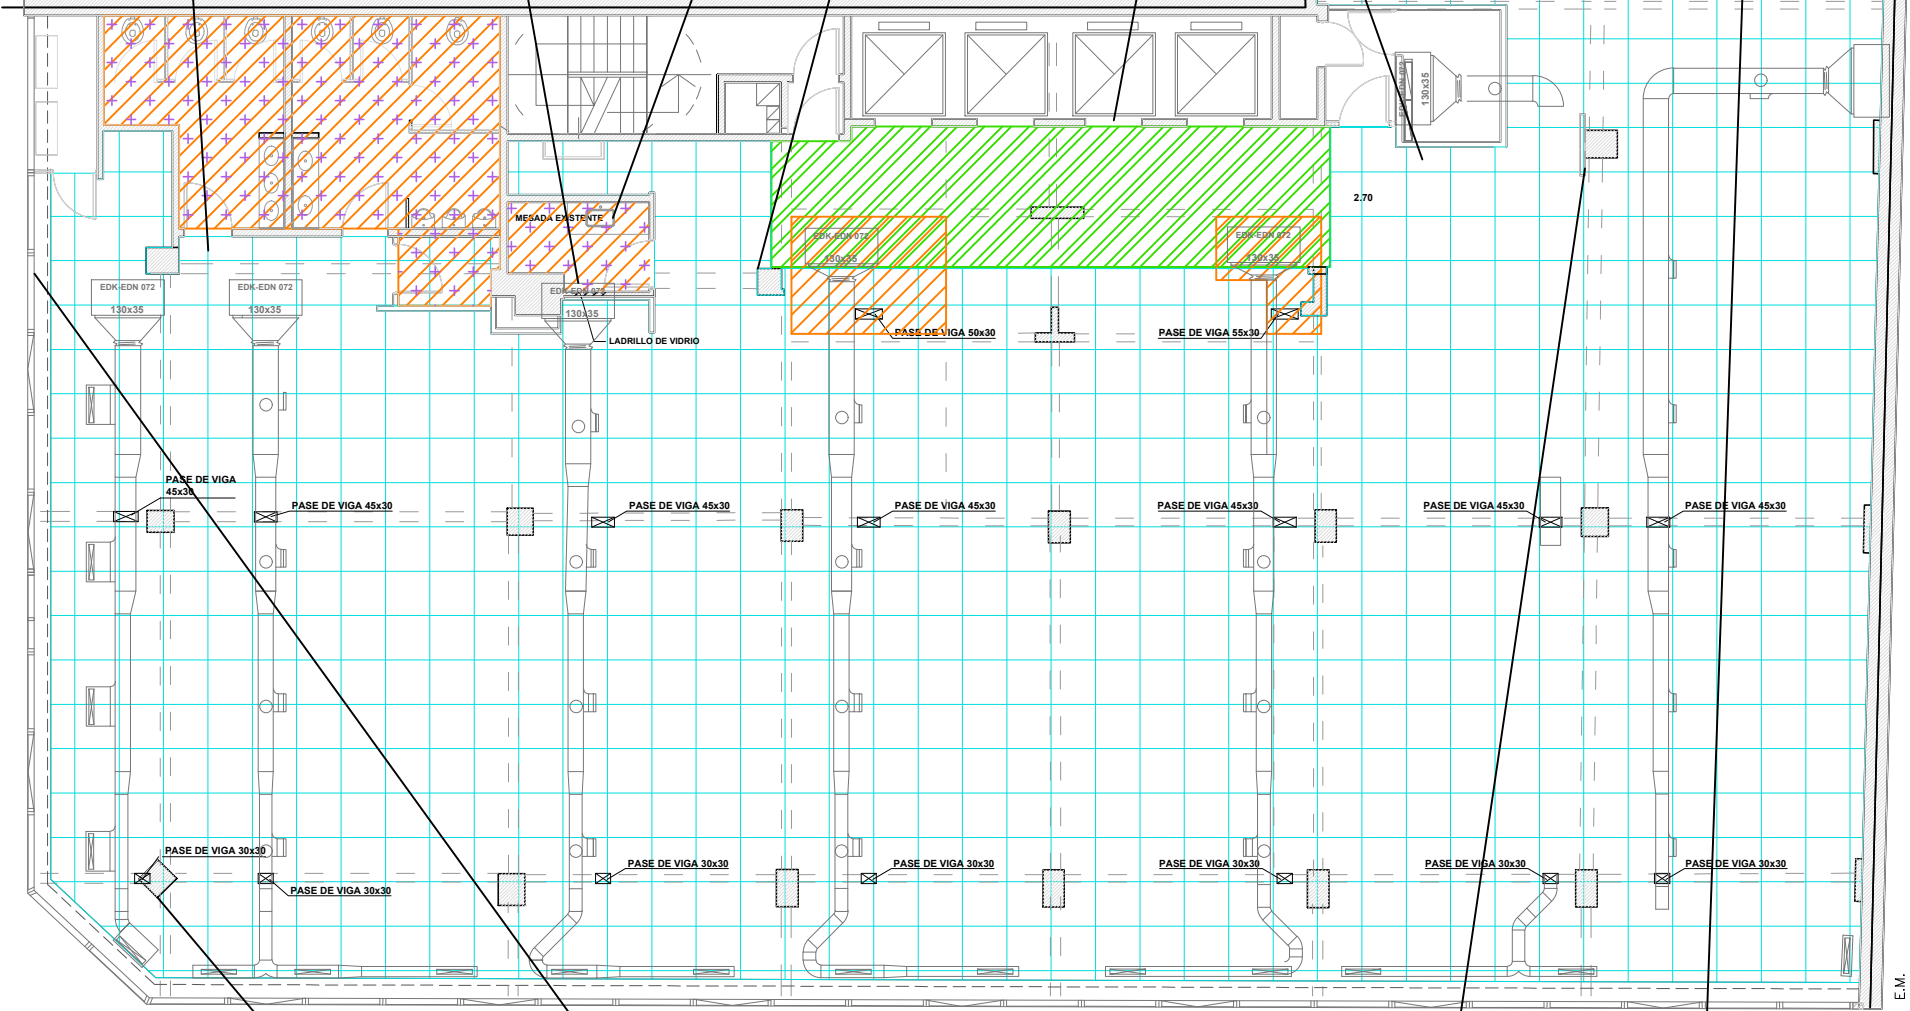 EDK-EDN 072
130x35
2.70
MESADA EXISTENTE
EDK-EDN 072
130x35
EDK-EDN 072
130x35
EDK-EDN 072
130x35
EDK-EDN 072
130x35
EDK-EDN 072
130x35
PASE DE VIGA 50x30
PASE DE VIGA 55x30
LADRILLO DE VIDRIO
PASE DE VIGA
45x30
PASE DE VIGA 45x30
PASE DE VIGA 45x30
PASE DE VIGA 45x30
PASE DE VIGA 45x30
PASE DE VIGA 45x30
PASE DE VIGA 45x30
PASE DE VIGA 30x30
PASE DE VIGA 30x30
PASE DE VIGA 30x30
PASE DE VIGA 30x30
PASE DE VIGA 30x30
PASE DE VIGA 30x30
PASE DE VIGA 30x30
E.M.